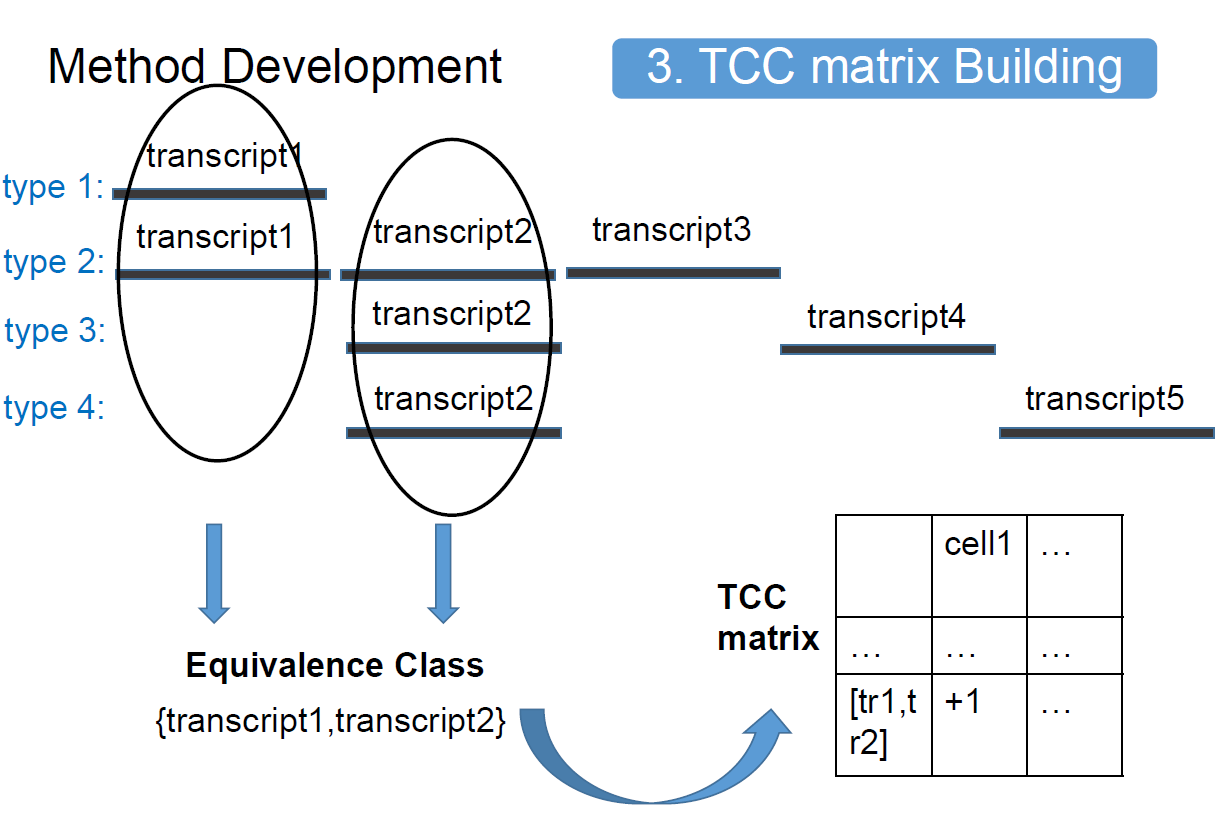 Method Development
3. TCC matrix Building
transcript1
type 1:
transcript1
transcript2
transcript3
type 2:
transcript2
transcript4
type 3:
transcript2
transcript5
type 4:
cell1
…
TCC
matrix
…
…
…
Equivalence Class
{transcript1,transcript2}
[tr1,t
r2]
+1
…